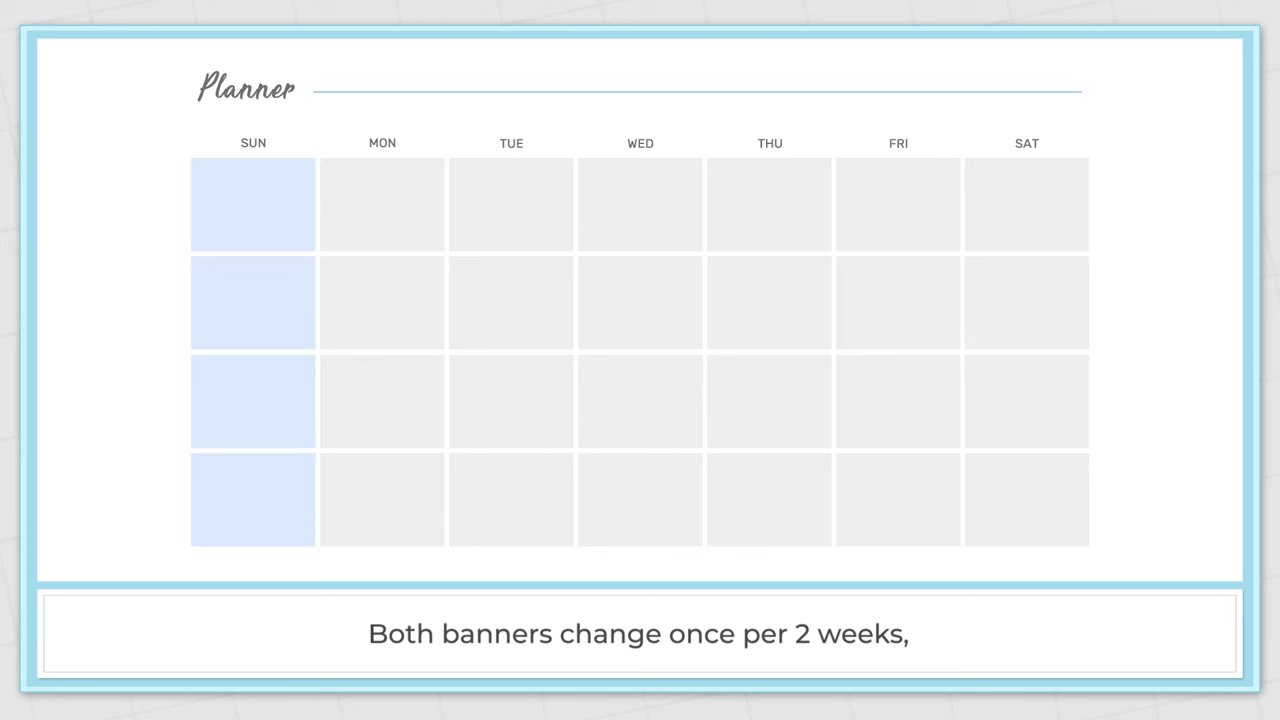 Planner
SUN MON TUE WED THU FRI SAT
Both banners change once per 2 weeks,